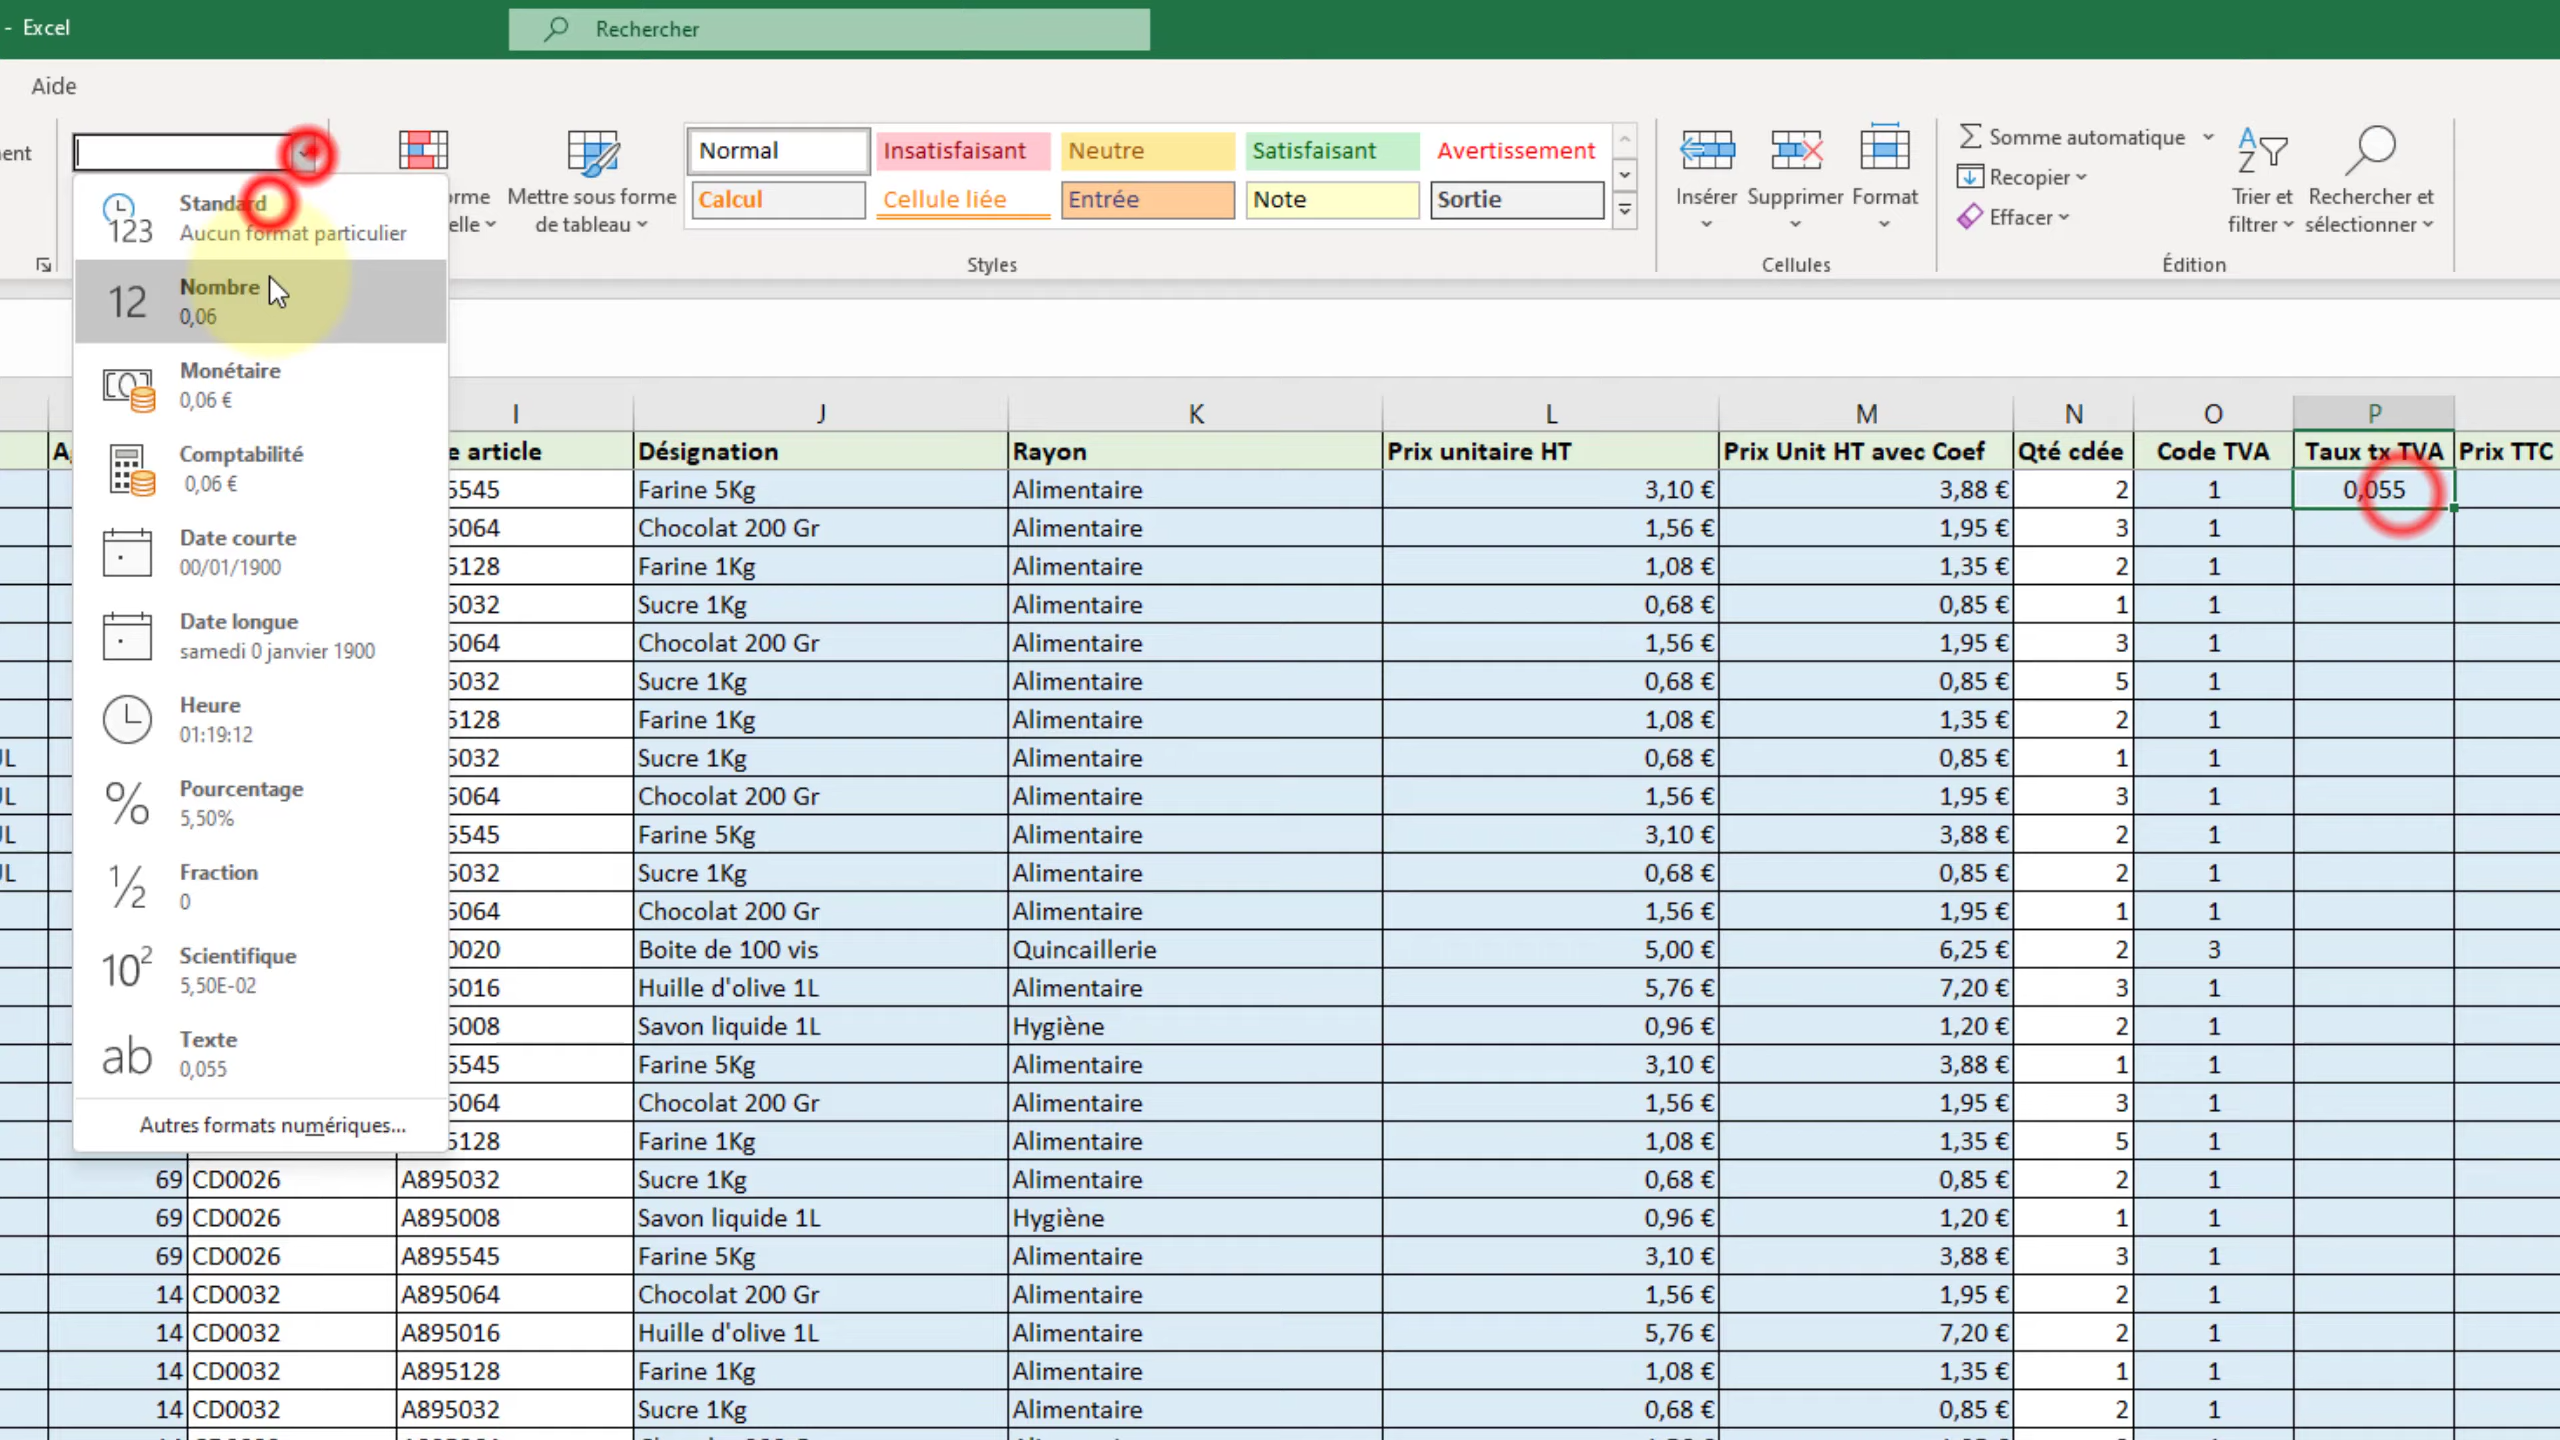 - Excel
Rechercher
Aide
Normal Insatisfaisant Neutre Satisfaisant Avertissement
Calcul Cellule liée Entrée Note Sortie
Mettre sous forme
de tableau
Styles
Insérer Supprimer Format
Cellules
Somme automatique
Recopier
Effacer
Trier et
filtrer
Rechercher et
sélectionner
Édition
Standard
123
Aucun format particulier
12
Nombre
0,06
Monétaire
0,06 €
Comptabilité
0,06 €
Date courte
00/01/1900
Date longue
samedi 0 janvier 1900
Heure
01:19:12
%
Pourcentage
5,50%
½
Fraction
0
10²
Scientifique
5,50E-02
ab
Texte
0,055
Autres formats numériques...
I J K L M N O P
e article Désignation Rayon Prix unitaire HT Prix Unit HT avec Coef Qté cdée Code TVA Taux tx TVA Prix TTC
5545 Farine 5Kg Alimentaire 3,10 € 3,88 € 2 1 0,055
5064 Chocolat 200 Gr Alimentaire 1,56 € 1,95 € 3 1
5128 Farine 1Kg Alimentaire 1,08 € 1,35 € 2 1
5032 Sucre 1Kg Alimentaire 0,68 € 0,85 € 1 1
5064 Chocolat 200 Gr Alimentaire 1,56 € 1,95 € 3 1
5032 Sucre 1Kg Alimentaire 0,68 € 0,85 € 5 1
5128 Farine 1Kg Alimentaire 1,08 € 1,35 € 2 1
5032 Sucre 1Kg Alimentaire 0,68 € 0,85 € 1 1
5064 Chocolat 200 Gr Alimentaire 1,56 € 1,95 € 3 1
5545 Farine 5Kg Alimentaire 3,10 € 3,88 € 2 1
5032 Sucre 1Kg Alimentaire 0,68 € 0,85 € 2 1
5064 Chocolat 200 Gr Alimentaire 1,56 € 1,95 € 1 1
0020 Boite de 100 vis Quincaillerie 5,00 € 6,25 € 2 3
5016 Huille d'olive 1L Alimentaire 5,76 € 7,20 € 3 1
5008 Savon liquide 1L Hygiène 0,96 € 1,20 € 2 1
5545 Farine 5Kg Alimentaire 3,10 € 3,88 € 1 1
5064 Chocolat 200 Gr Alimentaire 1,56 € 1,95 € 3 1
5128 Farine 1Kg Alimentaire 1,08 € 1,35 € 5 1
69 CD0026 A895032 Sucre 1Kg Alimentaire 0,68 € 0,85 € 2 1
69 CD0026 A895008 Savon liquide 1L Hygiène 0,96 € 1,20 € 1 1
69 CD0026 A895545 Farine 5Kg Alimentaire 3,10 € 3,88 € 3 1
14 CD0032 A895064 Chocolat 200 Gr Alimentaire 1,56 € 1,95 € 2 1
14 CD0032 A895016 Huille d'olive 1L Alimentaire 5,76 € 7,20 € 2 1
14 CD0032 A895128 Farine 1Kg Alimentaire 1,08 € 1,35 € 1 1
14 CD0032 A895032 Sucre 1Kg Alimentaire 0,68 € 0,85 € 2 1